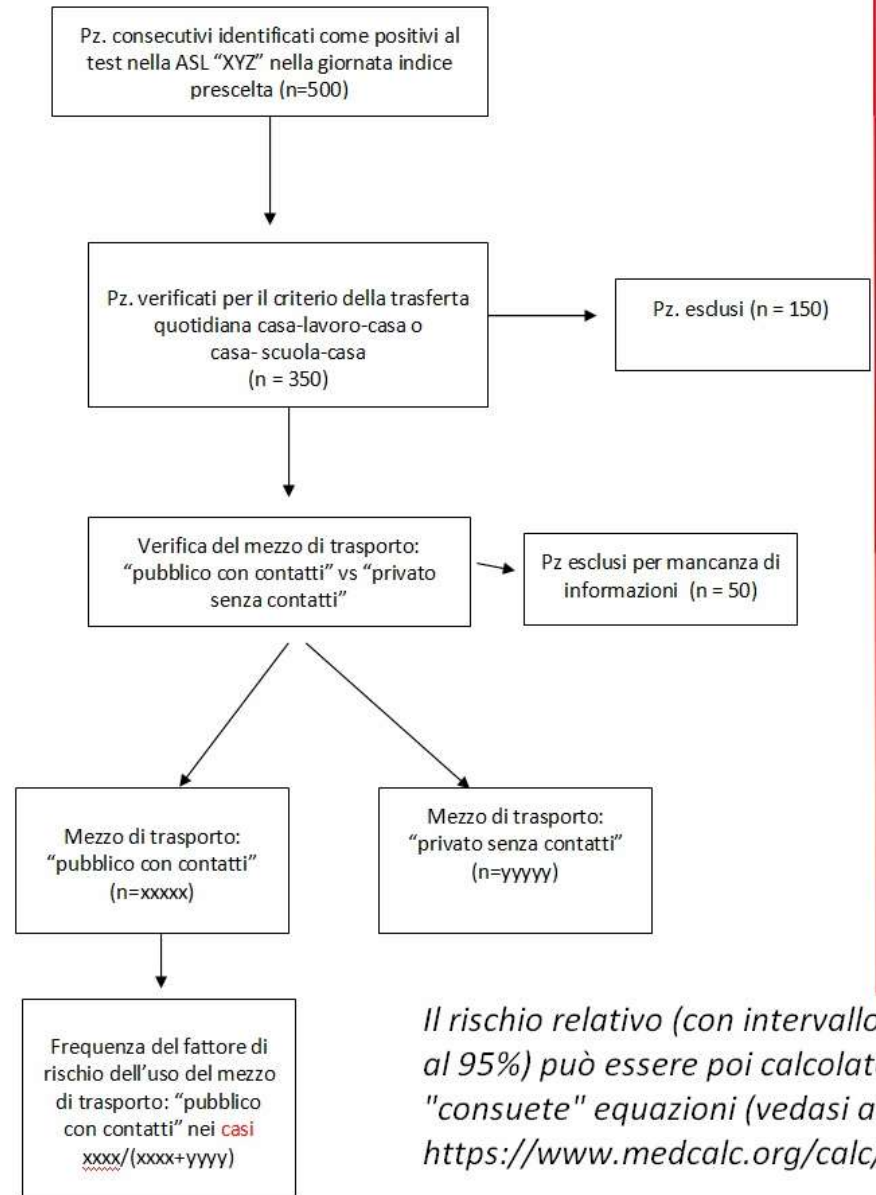 Pz. consecutivi identificati come positivi al
test nella ASL “XYZ” nella giornata indice
prescelta (n=500)
Pz. verificati per il criterio della trasferta
quotidiana casa-lavoro-casa o
casa- scuola-casa
(n = 350)
Pz. esclusi (n = 150)
Verifica del mezzo di trasporto:
“pubblico con contatti” vs “privato
senza contatti”
Pz esclusi per mancanza di
informazioni (n = 50)
Mezzo di trasporto:
“pubblico con contatti”
(n=xxxxx)
Mezzo di trasporto:
“privato senza contatti”
(n=yyyyy)
Frequenza del fattore di
rischio dell’uso del mezzo
di trasporto: “pubblico
con contatti” nei casi
xxxx/(xxxx+yyyy)
Il rischio relativo (con intervallo
al 95%) può essere poi
"consuete" equazioni (vedasi
https://www.medcalc.org/calc/